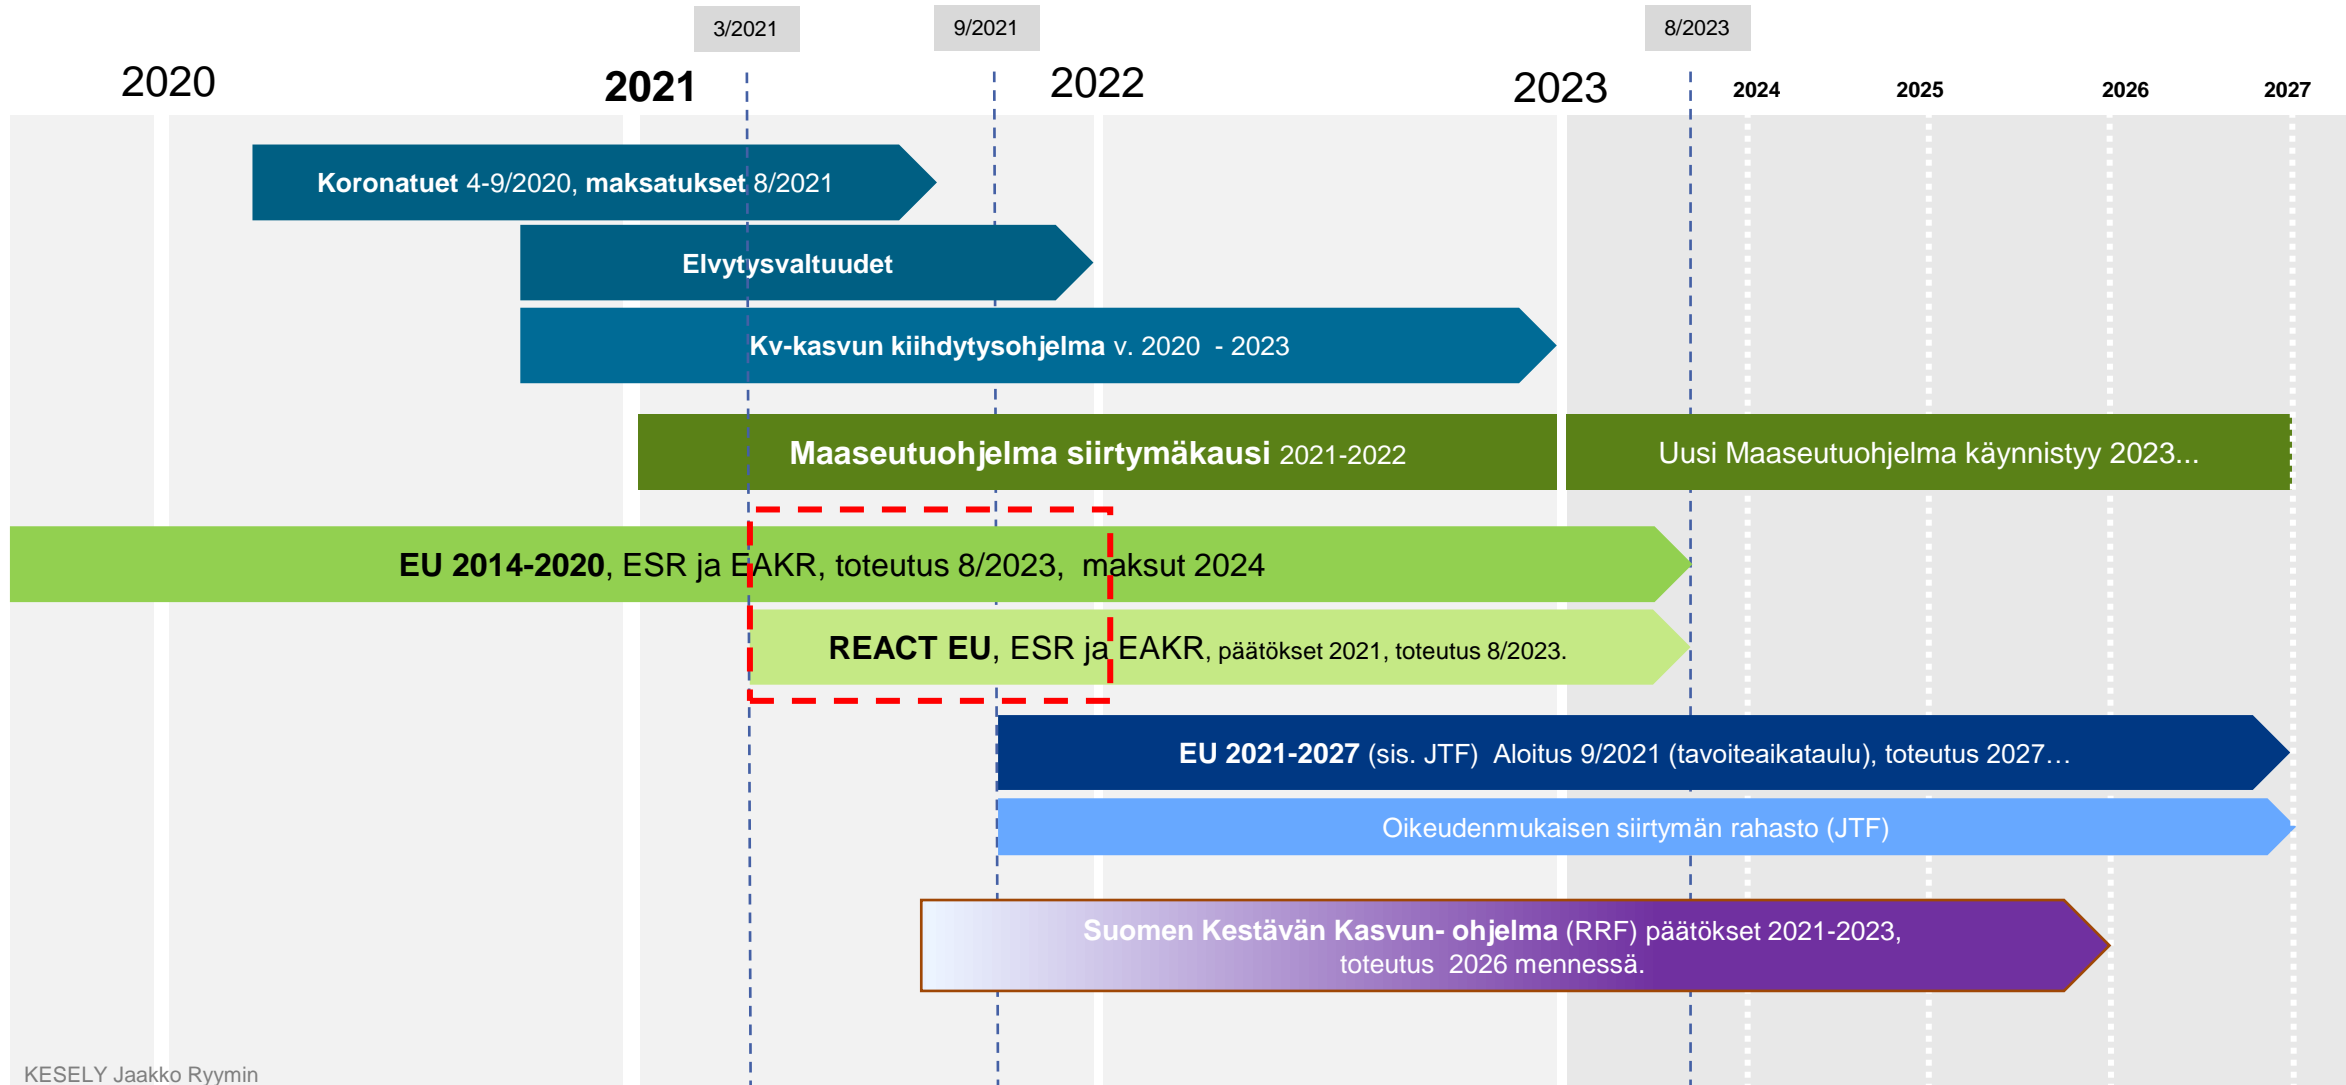 3/2021
9/2021
8/2023
2020
2021
2022
2023
2024
2025
2026
2027
Koronatuet 4-9/2020, maksatukset 8/2021
Elvytysvaltuudet
Kv-kasvun kiihdytysohjelma v. 2020 - 2023
Maaseutuohjelma siirtymäkausi 2021-2022
Uusi Maaseutuohjelma käynnistyy 2023...
EU 2014-2020, ESR ja EAKR, toteutus 8/2023, maksut 2024
REACT EU, ESR ja EAKR, päätökset 2021, toteutus 8/2023.
EU 2021-2027 (sis. JTF) Aloitus 9/2021 (tavoiteaikataulu), toteutus 2027…
Oikeudenmukaisen siirtymän rahasto (JTF)
Suomen Kestävän Kasvun- ohjelma (RRF) päätökset 2021-2023,
toteutus 2026 mennessä.
KESELY Jaakko Ryymin